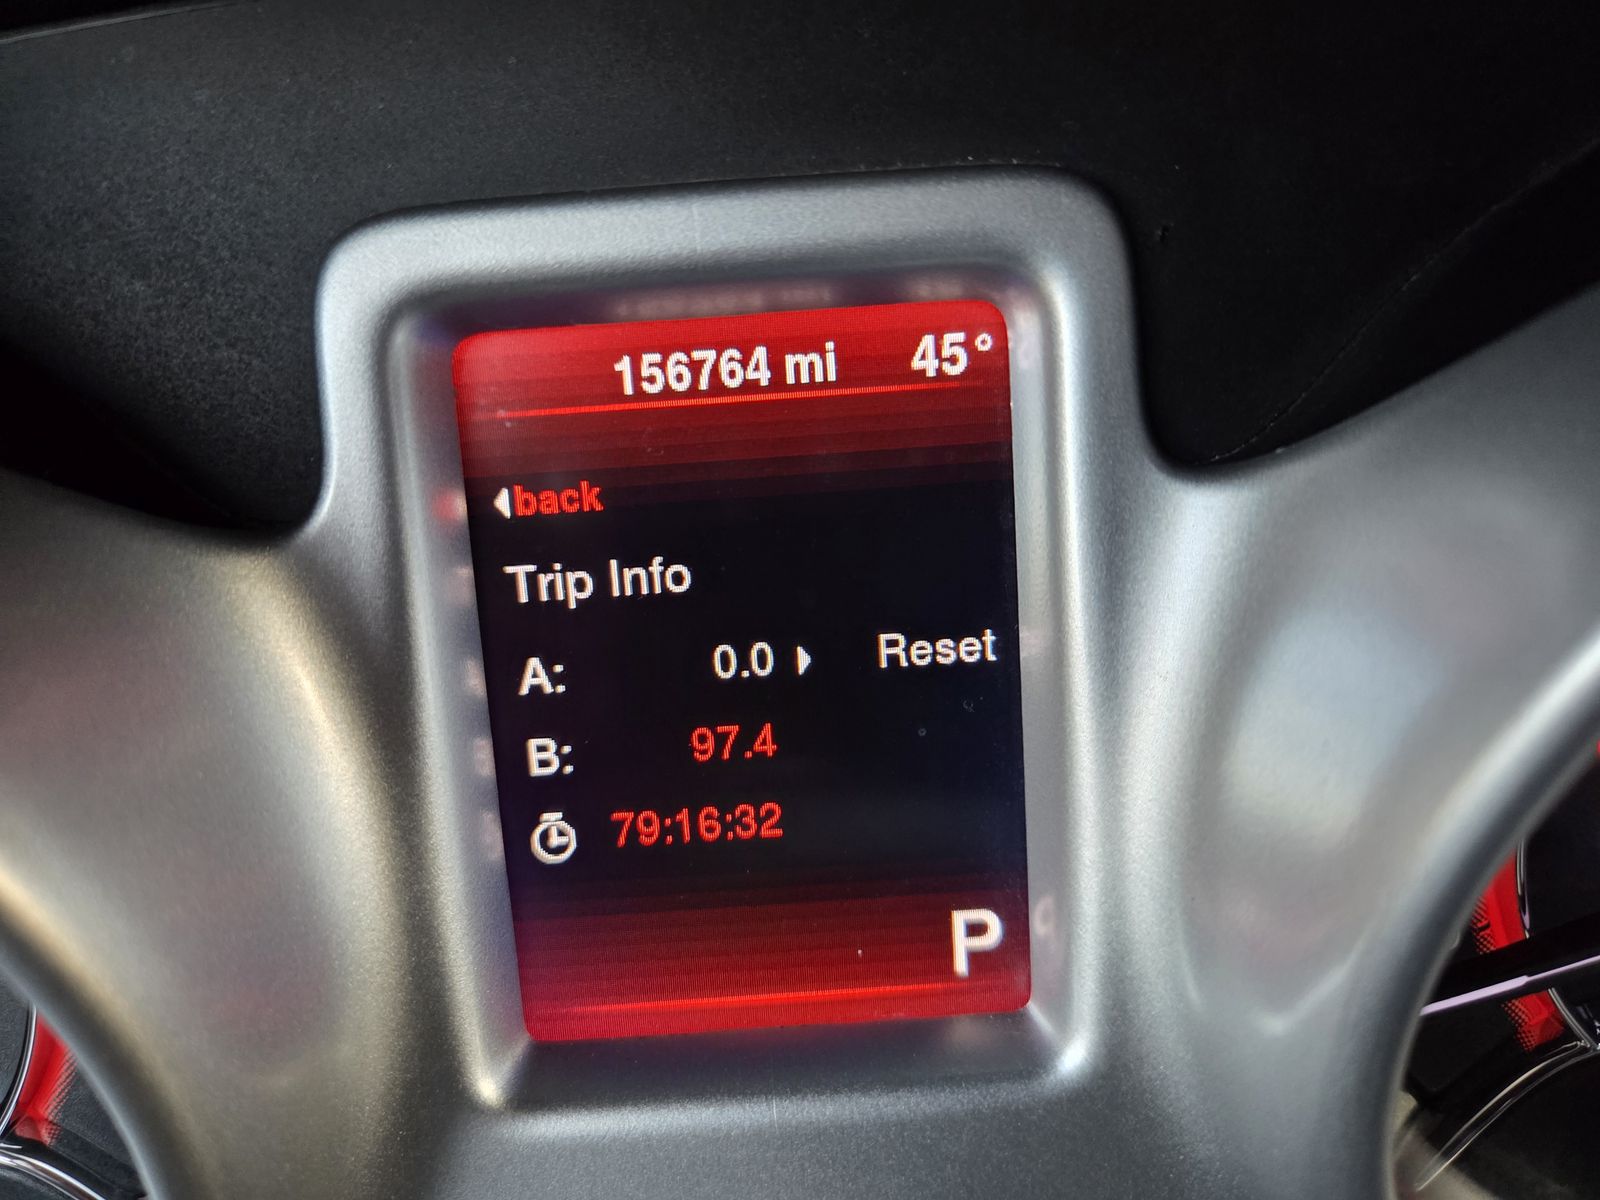 156764 mi 45°
back
Trip Info
A: 0.0 Reset
B: 97.4
79:16:32
P